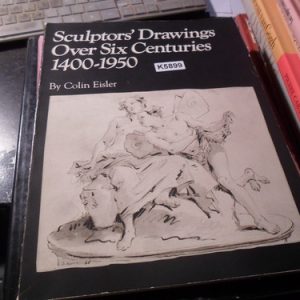 Sculptors' Drawings
Over Six Centuries
1400-1950
K5899
By Colin Eisler